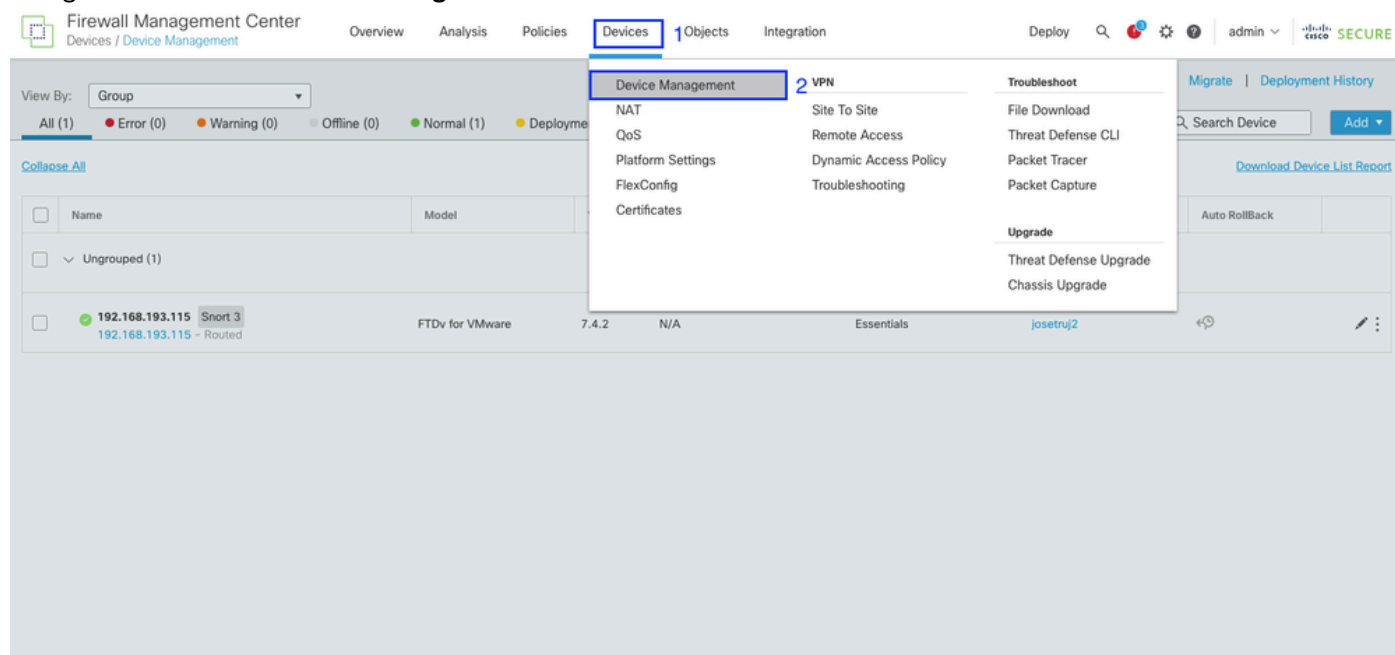 Firewall Management Center
Devices / Device Management
Overview Analysis Policies Devices 1 Objects Integration Deploy 3 admin cisco SECURE
Migrate | Deployment History
View By: Group
All (1) Error (0) Warning (0) Offline (0) Normal (1) Deployme
Search Device Add
Collapse All
Download Device List Report
Device Management 2
NAT
QoS
Platform Settings
FlexConfig
Certificates
VPN
Site To Site
Remote Access
Dynamic Access Policy
Troubleshooting
Troubleshoot
File Download
Threat Defense CLI
Packet Tracer
Packet Capture
Upgrade
Threat Defense Upgrade
Chassis Upgrade
Name Model Auto RollBack
Ungrouped (1)
192.168.193.115 Snort 3
192.168.193.115 - Routed
FTDv for VMware 7.4.2 N/A Essentials josetruj2